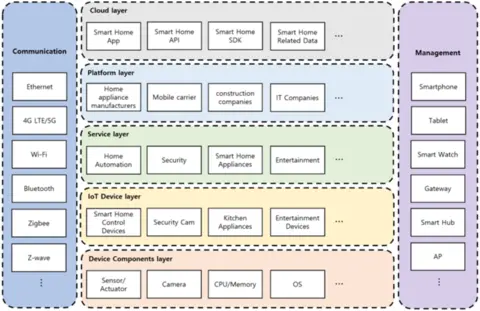 Communication
Ethernet
4G LTE/5G
Wi-Fi
Bluetooth
Zigbee
Z-wave
⋮
Cloud layer
Smart Home
App
Smart Home
API
Smart Home
SDK
Smart Home
Related Data
...
Platform layer
Home
appliance
manufacturers
Mobile carrier
construction
companies
IT Companies
...
Service layer
Home
Automation
Security
Smart Home
Appliances
Entertainment
...
IoT Device layer
Smart Home
Control
Devices
Security Cam
Kitchen
Appliances
Entertainment
Devices
...
Device Components layer
Sensor/
Actuator
Camera
CPU/Memory
OS
...
Management
Smartphone
Tablet
Smart Watch
Gateway
Smart Hub
AP
⋮